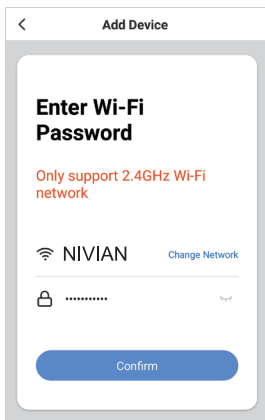 Add Device
Enter Wi-Fi
Password
Only support 2.4GHz Wi-Fi
network
NIVIAN Change Network
•••••••••••
Confirm